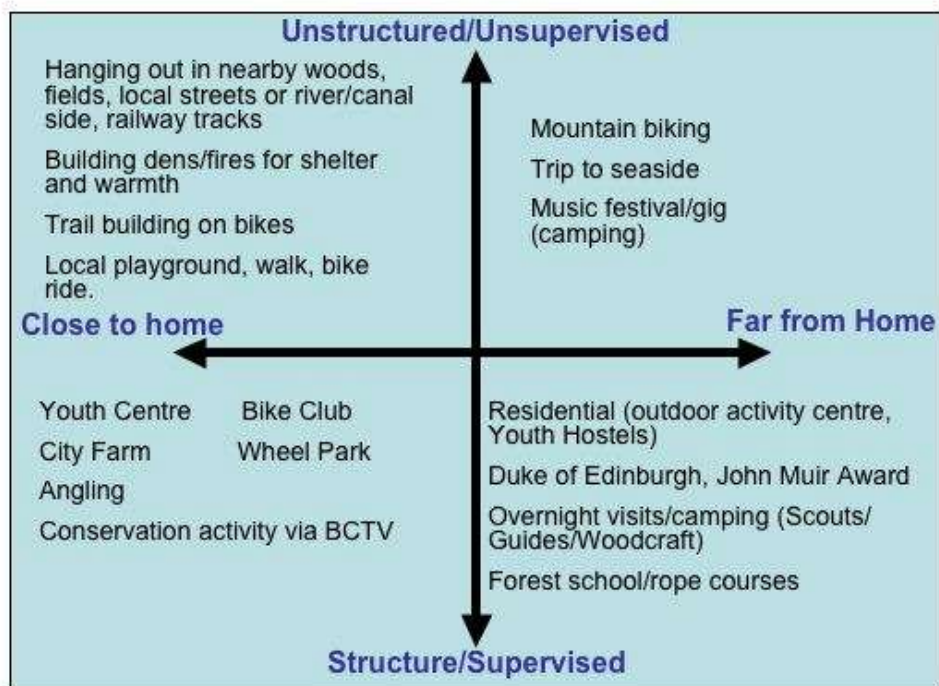 Unstructured/Unsupervised
Hanging out in nearby woods,
fields, local streets or river/canal
side, railway tracks
Building dens/fires for shelter
and warmth
Trail building on bikes
Local playground, walk, bike
ride.
Mountain biking
Trip to seaside
Music festival/gig
(camping)
Close to home
Far from Home
Youth Centre Bike Club
City Farm Wheel Park
Angling
Conservation activity via BCTV
Residential (outdoor activity centre,
Youth Hostels)
Duke of Edinburgh, John Muir Award
Overnight visits/camping (Scouts/
Guides/Woodcraft)
Forest school/rope courses
Structure/Supervised